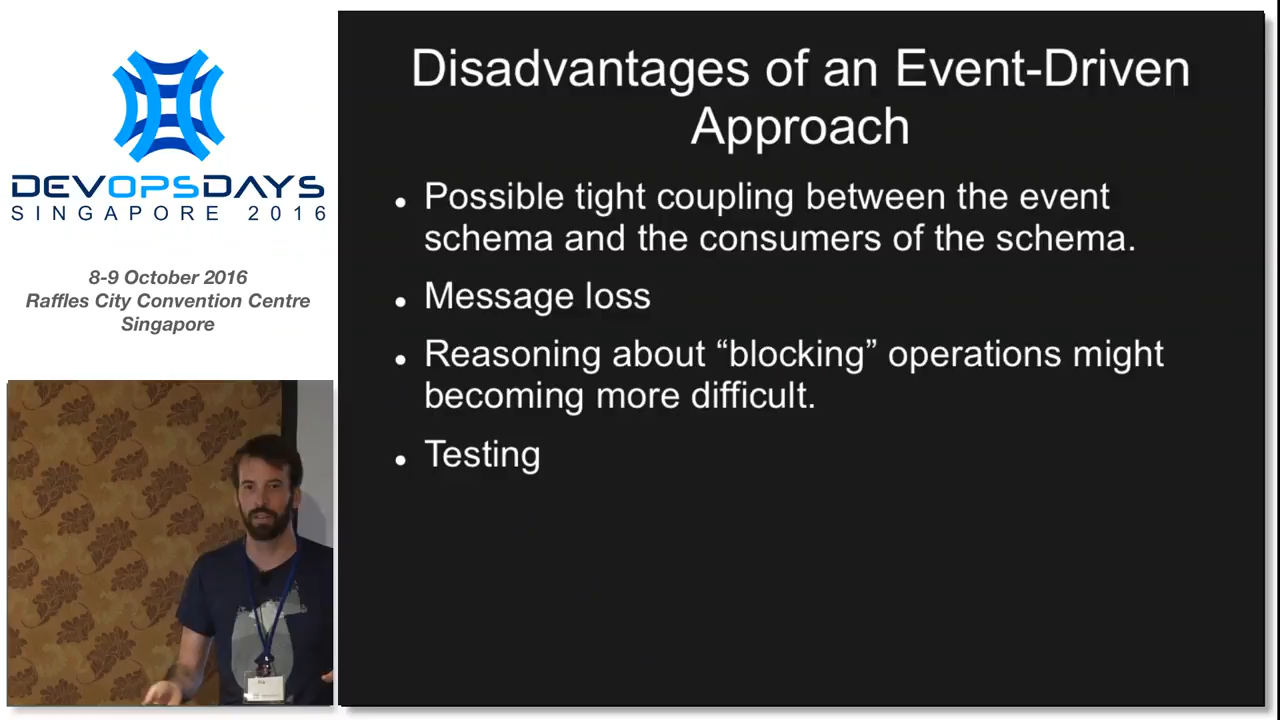 DEVOPSDAYS
SINGAPORE 2016
8-9 October 2016
Raffles City Convention Centre
Singapore
Disadvantages of an Event-Driven
Approach
• Possible tight coupling between the event
schema and the consumers of the schema.
• Message loss
• Reasoning about “blocking” operations might
becoming more difficult.
• Testing